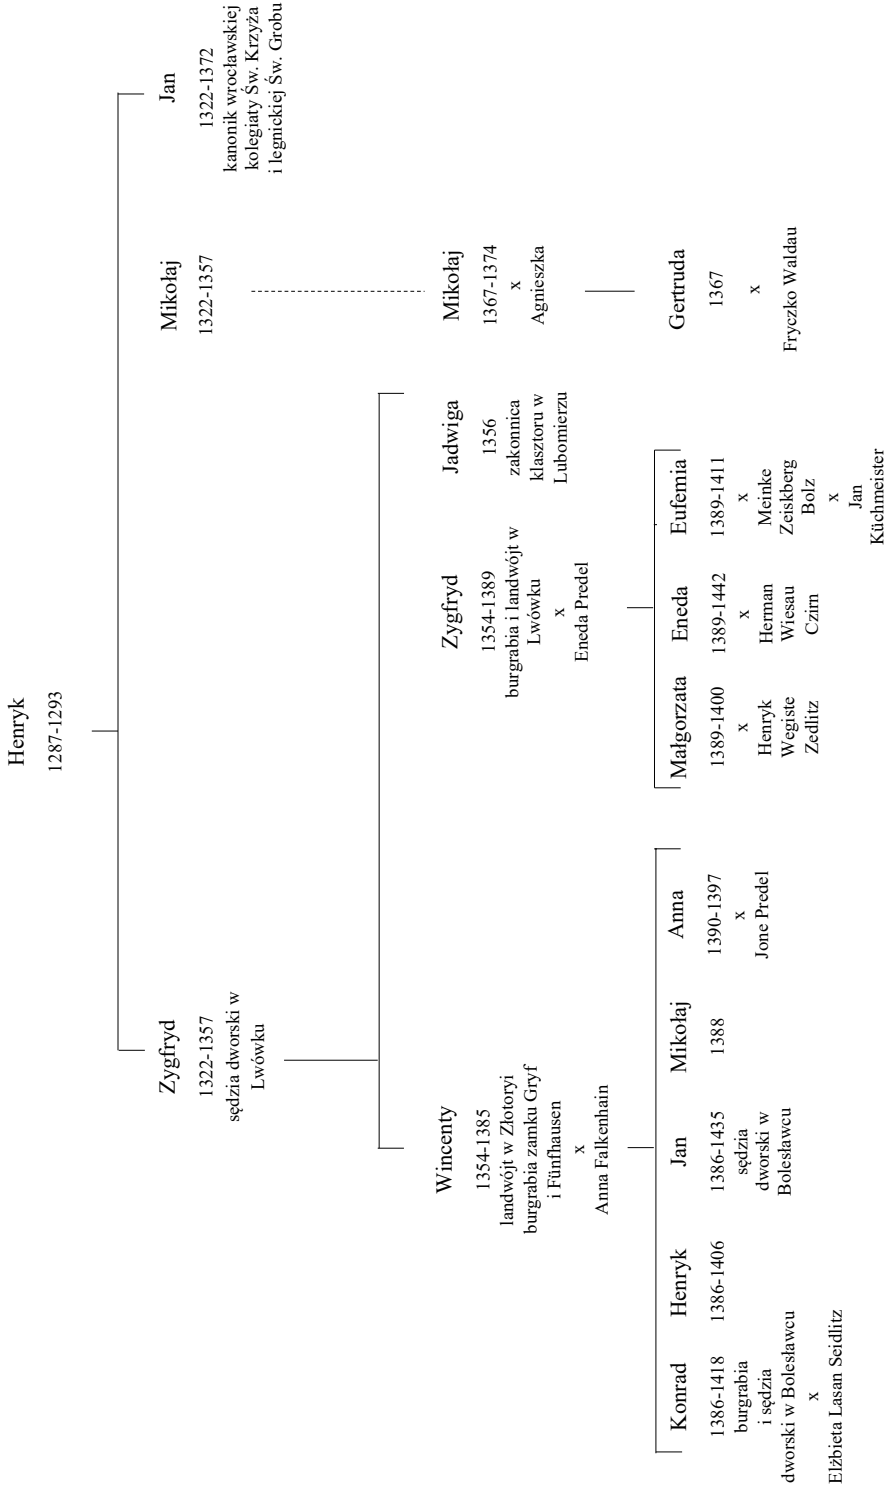 Henryk
1287-1293
Zygfryd
1322-1357
sędzia dworski w
Lwówku
Mikołaj
1322-1357
Jan
1322-1372
kanonik wrocławskiej
kolegiaty Św. Krzyża
i legnickiej Św. Grobu
Wincenty
1354-1385
landwójt w Złotoryi
burgrabia zamku Gryf
i Fünfhausen
x
Anna Falkenhain
Zygfryd
1354-1389
burgrabia i landwójt w
Lwówku
x
Eneda Predel
Jadwiga
1356
zakonnica
klasztoru w
Lubomierzu
Mikołaj
1367-1374
x
Agnieszka
Konrad
1386-1418
burgrabia
i sędzia
dworski w Bolesławcu
x
Elżbieta Lasan Seidlitz
Henryk
1386-1406
Jan
1386-1435
sędzia
dworski w
Bolesławcu
Mikołaj
1388
Anna
1390-1397
x
Jone Predel
Małgorzata
1389-1400
x
Henryk
Wegiste
Zedlitz
Eneda
1389-1442
x
Herman
Wiesau
Czirn
Eufemia
1389-1411
x
Meinke
Zeiskberg
Bolz
x
Jan
Küchmeister
Gertruda
1367
x
Fryczko Waldau